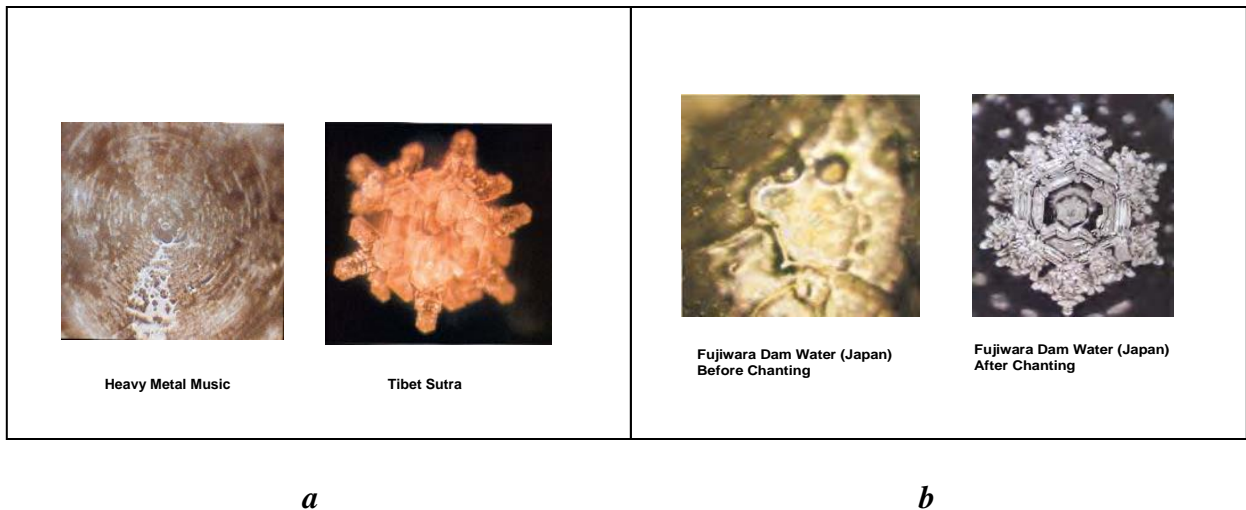 Heavy Metal Music
Tibet Sutra
Fujiwara Dam Water (Japan)
Before Chanting
Fujiwara Dam Water (Japan)
After Chanting
a
b